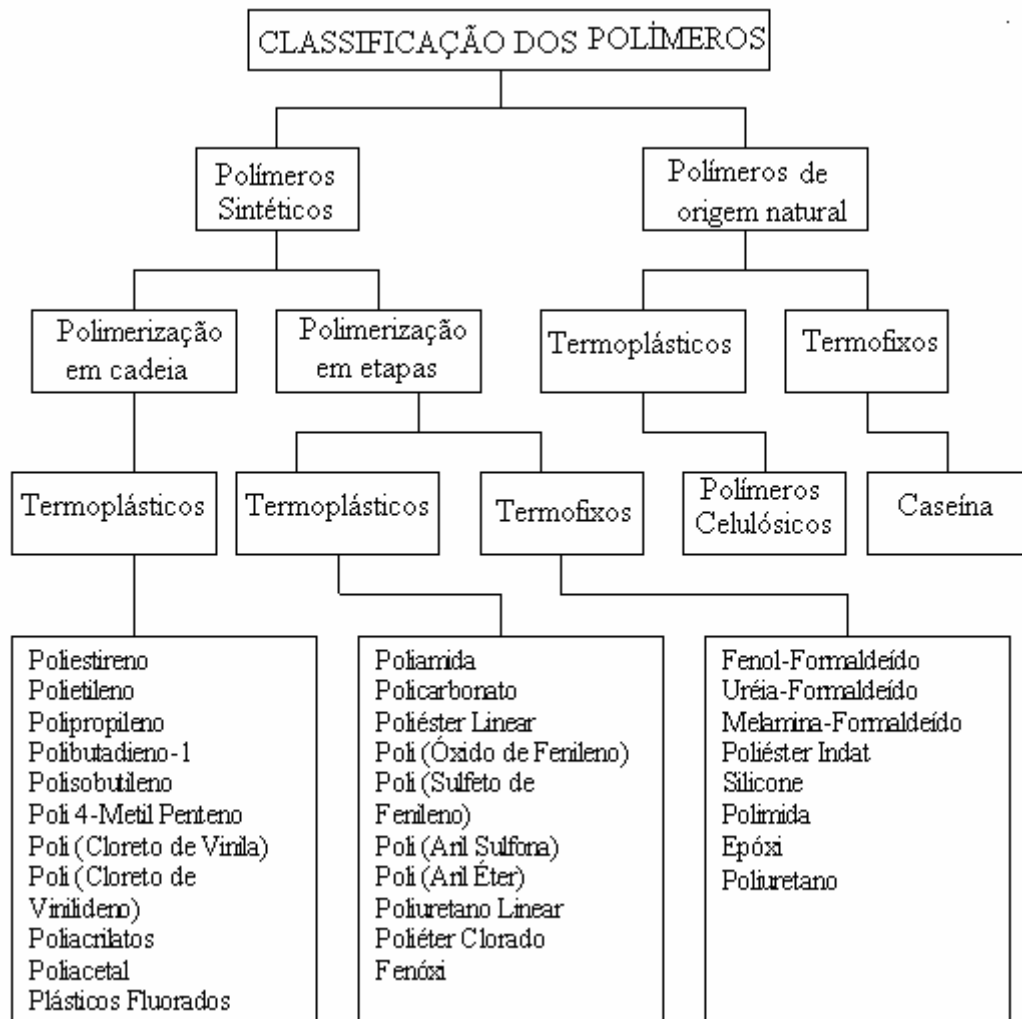 CLASSIFICAÇÃO DOS POLÍMEROS
Polímeros
Sintéticos
Polímeros de
origem natural
Polimerização
em cadeia
Polimerização
em etapas
Termoplásticos
Termofixos
Termoplásticos
Termoplásticos
Termofixos
Polímeros
Celulósicos
Caseína
Poliestireno
Polietileno
Polipropileno
Polibutadieno-1
Polisobutileno
Poli 4-Metil Penteno
Poli (Cloreto de Vinila)
Poli (Cloreto de
Vinilideno)
Poliacrilatos
Poliacetal
Plásticos Fluorados
Poliamida
Policarbonato
Poliéster Linear
Poli (Óxido de Fenileno)
Poli (Sulfeto de
Fenileno)
Poli (Aril Sulfona)
Poli (Aril Éter)
Poliuretano Linear
Poliéter Clorado
Fenóxi
Fenol-Formaldeído
Uréia-Formaldeído
Melamina-Formaldeído
Poliéster Indat
Silicone
Polimida
Epóxi
Poliuretano